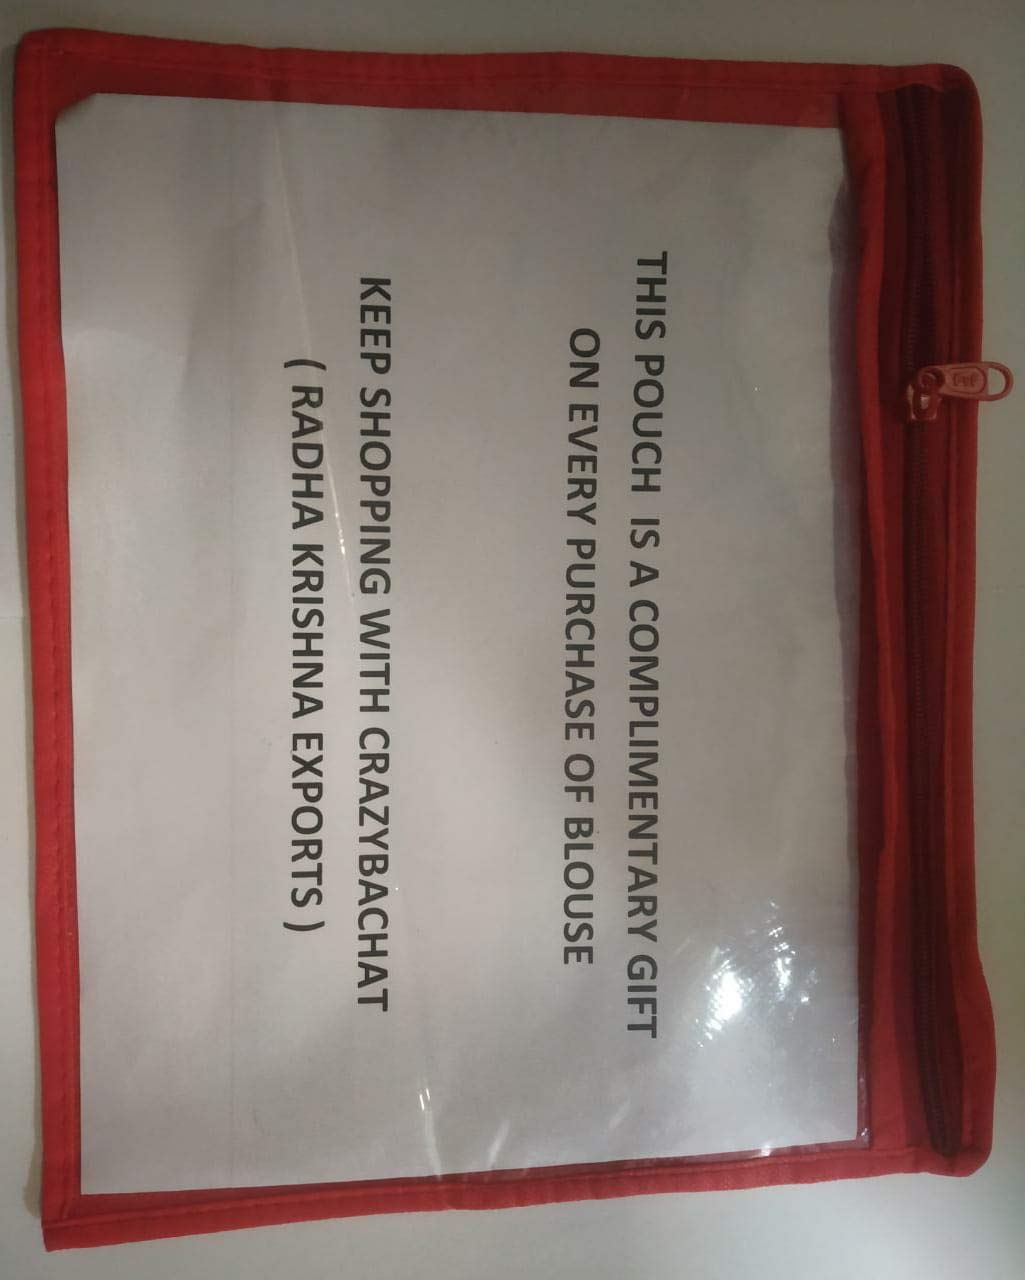 THIS POUCH IS A COMPLIMENTARY GIFT
ON EVERY PURCHASE OF BLOUSE
KEEP SHOPPING WITH CRAZYBACHAT
( RADHA KRISHNA EXPORTS )